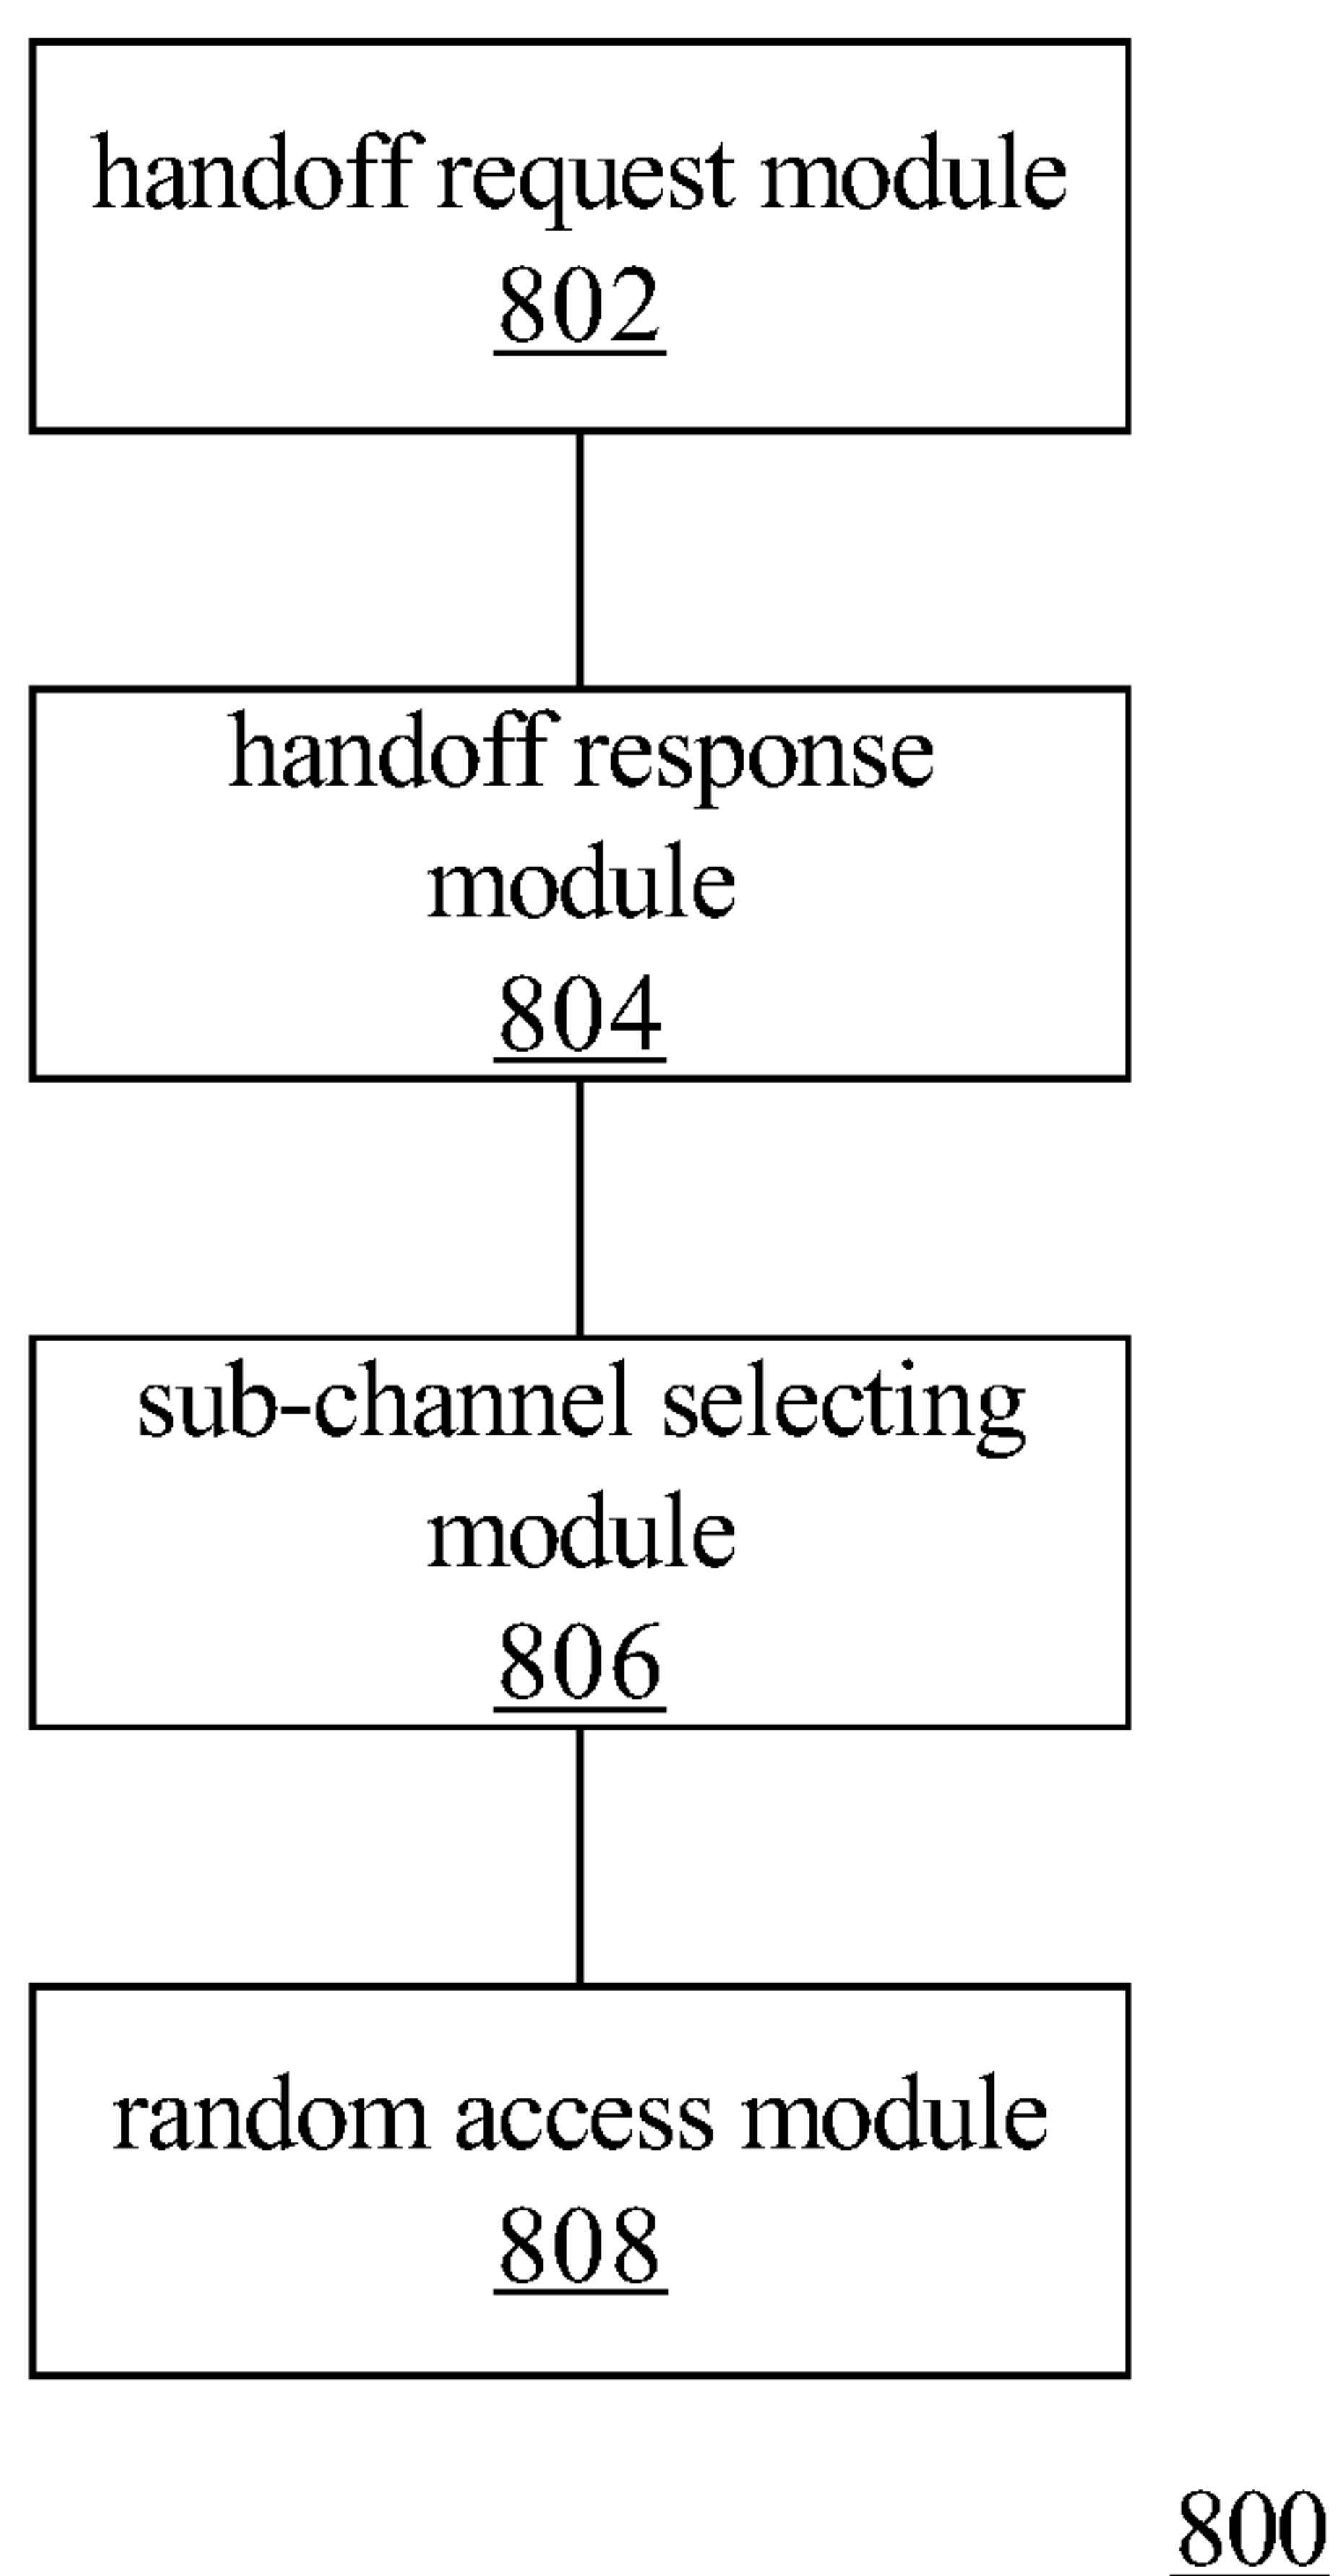 handoff request module
802
handoff response
module
804
sub-channel selecting
module
806
random access module
808
800